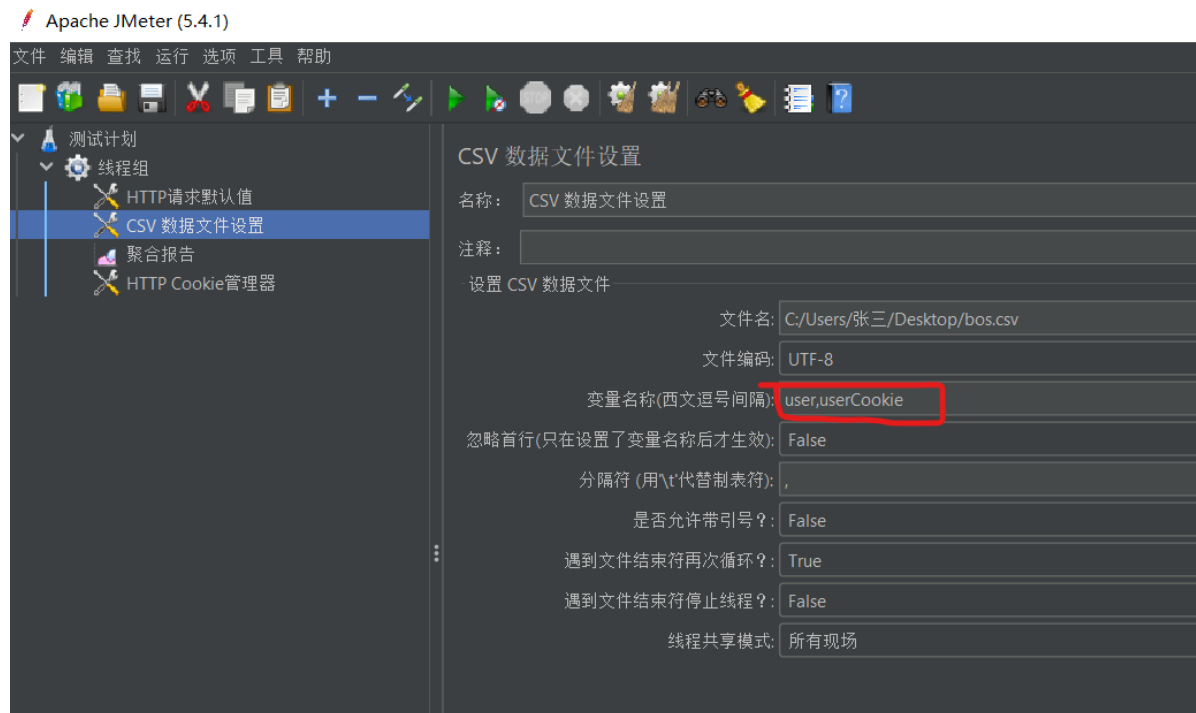 Apache JMeter (5.4.1)
文件 编辑 查找 运行 选项 工具 帮助
STOP
测试计划
线程组
HTTP请求默认值
CSV 数据文件设置
聚合报告
HTTP Cookie管理器
CSV 数据文件设置
名称： CSV 数据文件设置
注释：
设置 CSV 数据文件
文件名: C:/Users/张三/Desktop/bos.csv
文件编码: UTF-8
变量名称(西文逗号间隔): user,userCookie
忽略首行(只在设置了变量名称后才生效): False
分隔符 (用'\t'代替制表符): ,
是否允许带引号？: False
遇到文件结束符再次循环？: True
遇到文件结束符停止线程？: False
线程共享模式: 所有现场